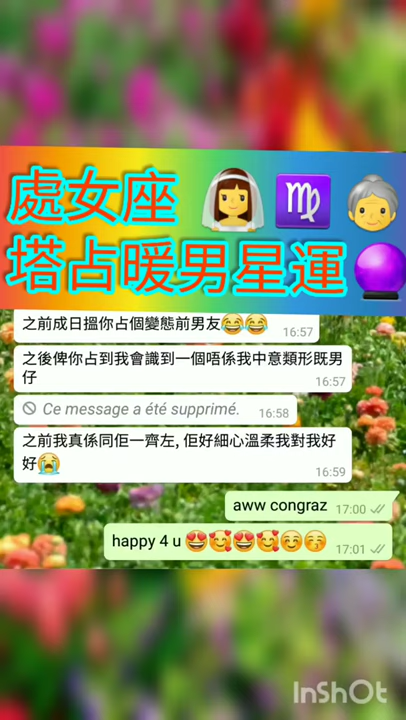 處女座 👰♍👵
塔占暖男星運🔮
之前成日搵你占個變態前男友😂😂 16:57
之後俾你占到我會識到一個唔係我中意類形既男
仔 16:57
Ce message a été supprimé. 16:58
之前我真係同佢一齊左, 佢好細心溫柔我對我好
好😭 16:59
aww congraz 17:00
happy 4 u 😍🥰😍🥰😊😚 17:01
InShOt